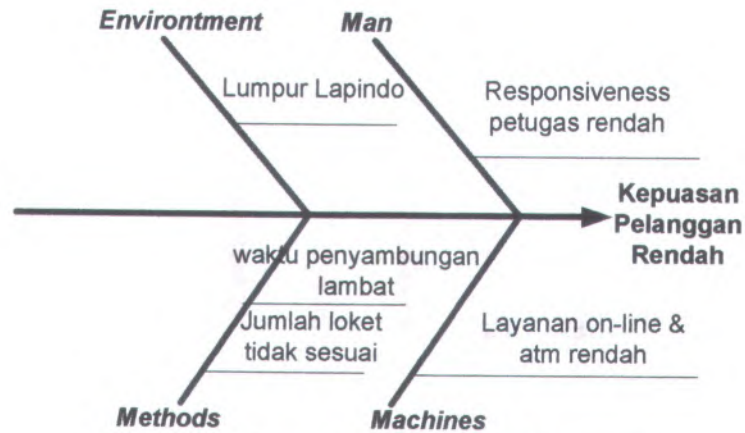 Environtment
Man
Lumpur Lapindo
Responsiveness
petugas rendah
Kepuasan
Pelanggan
Rendah
waktu penyambungan
lambat
Jumlah loket
tidak sesuai
Layanan on-line &
atm rendah
Methods
Machines